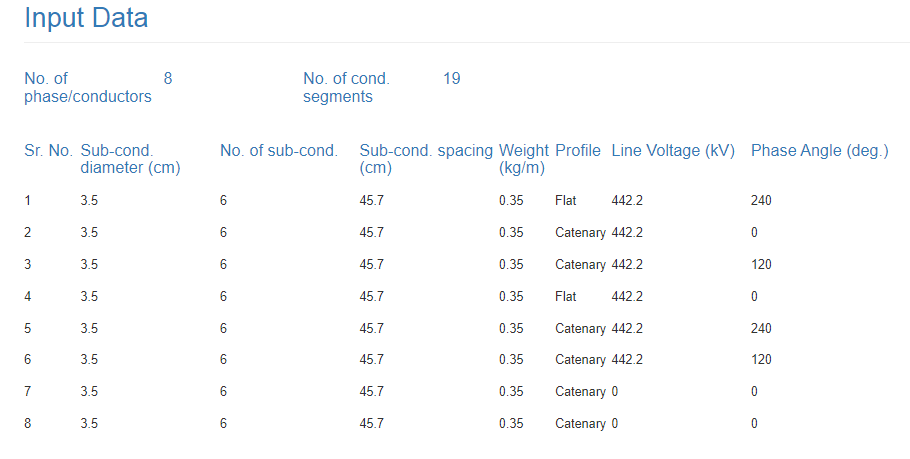 Input Data
No. of phase/conductors 8 No. of cond. segments 19
Sr. No. Sub-cond. diameter (cm) No. of sub-cond. Sub-cond. spacing (cm) Weight (kg/m) Profile Line Voltage (kV) Phase Angle (deg.)
1 3.5 6 45.7 0.35 Flat 442.2 240
2 3.5 6 45.7 0.35 Catenary 442.2 0
3 3.5 6 45.7 0.35 Catenary 442.2 120
4 3.5 6 45.7 0.35 Flat 442.2 0
5 3.5 6 45.7 0.35 Catenary 442.2 240
6 3.5 6 45.7 0.35 Catenary 442.2 120
7 3.5 6 45.7 0.35 Catenary 0 0
8 3.5 6 45.7 0.35 Catenary 0 0